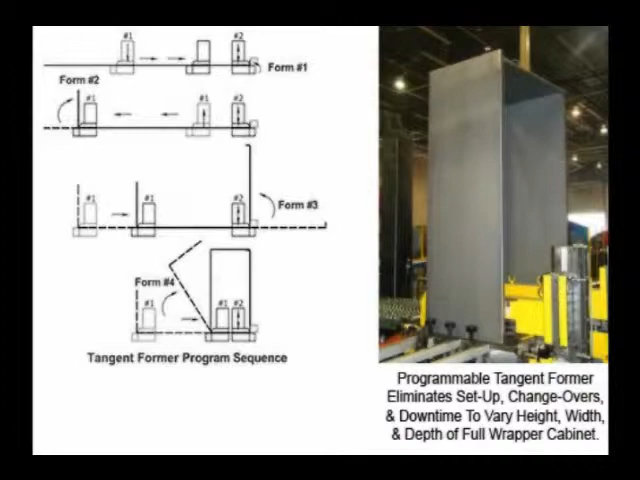 #1
#2
Form #1
Form #2
#1
#1
#2
#1
#1
#2
Form #3
Form #4
#1
#1
#2
Tangent Former Program Sequence
Programmable Tangent Former
Eliminates Set-Up, Change-Overs,
& Downtime To Vary Height, Width,
& Depth of Full Wrapper Cabinet.